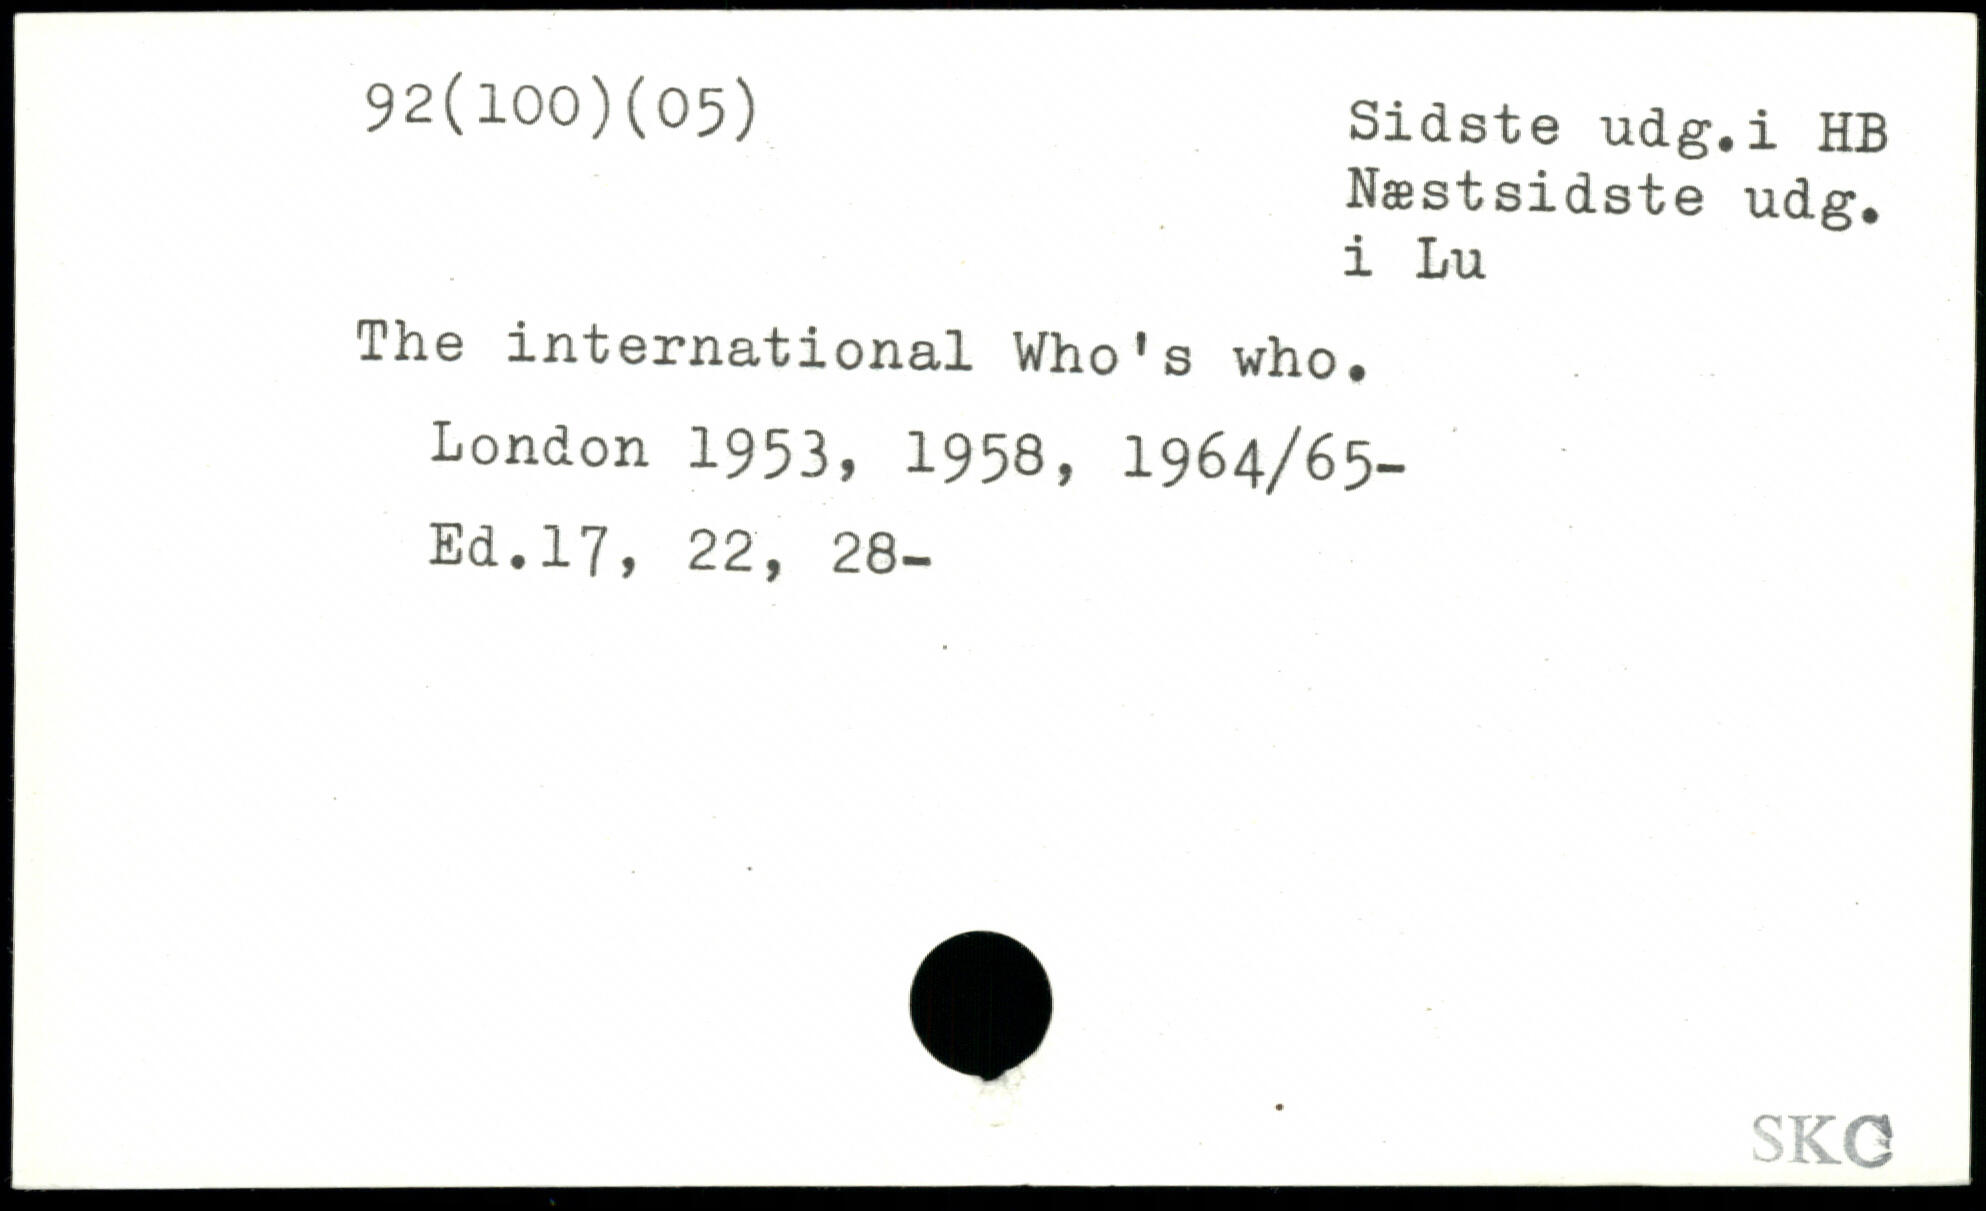 92(100)(05)
Sidste udg.i HB
Næstsidste udg.
i Lu
The international Who's who.
London 1953, 1958, 1964/65-
Ed.17, 22, 28-
SKC